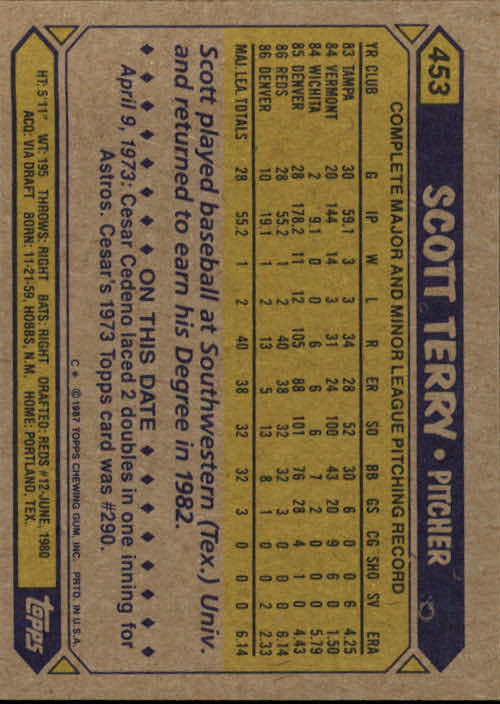 453
SCOTT TERRY • PITCHER
COMPLETE MAJOR AND MINOR LEAGUE PITCHING RECORD
YR CLUB G IP W L R ER SO BB GS CG SHO SV ERA
83 TAMPA 30 59.1 3 3 34 28 52 30 6 0 0 6 4.25
84 VERMONT 20 144 14 3 31 24 100 43 20 9 6 0 1.50
84 WICHITA 2 9.1 0 0 6 6 6 7 2 0 0 0 5.79
85 DENVER 28 178.2 11 12 105 88 101 76 28 4 1 0 4.43
86 REDS 28 55.2 1 2 40 38 32 32 3 0 0 0 6.14
86 DENVER 10 19.1 1 2 13 5 13 8 1 0 0 2 2.33
MAJ. LEA. TOTALS 28 55.2 1 2 40 38 32 32 3 0 0 0 6.14
Scott played baseball at Southwestern (Tex.) Univ.
and returned to earn his Degree in 1982.
♦ ♦ ♦ ♦ ♦ ♦ ON THIS DATE ♦ ♦ ♦ ♦ ♦ ♦
April 9, 1973: Cesar Cedeno laced 2 doubles in one inning for
Astros. Cesar's 1973 Topps card was #290.
C * © 1987 TOPPS CHEWING GUM, INC. PRTD. IN U.S.A.
HT: 5'11" WT: 195 THROWS: RIGHT BATS: RIGHT DRAFTED: REDS #12-JUNE, 1980
ACQ: VIA DRAFT BORN: 11-21-59, HOBBS, N.M. HOME: PORTLAND, TEX.
topps